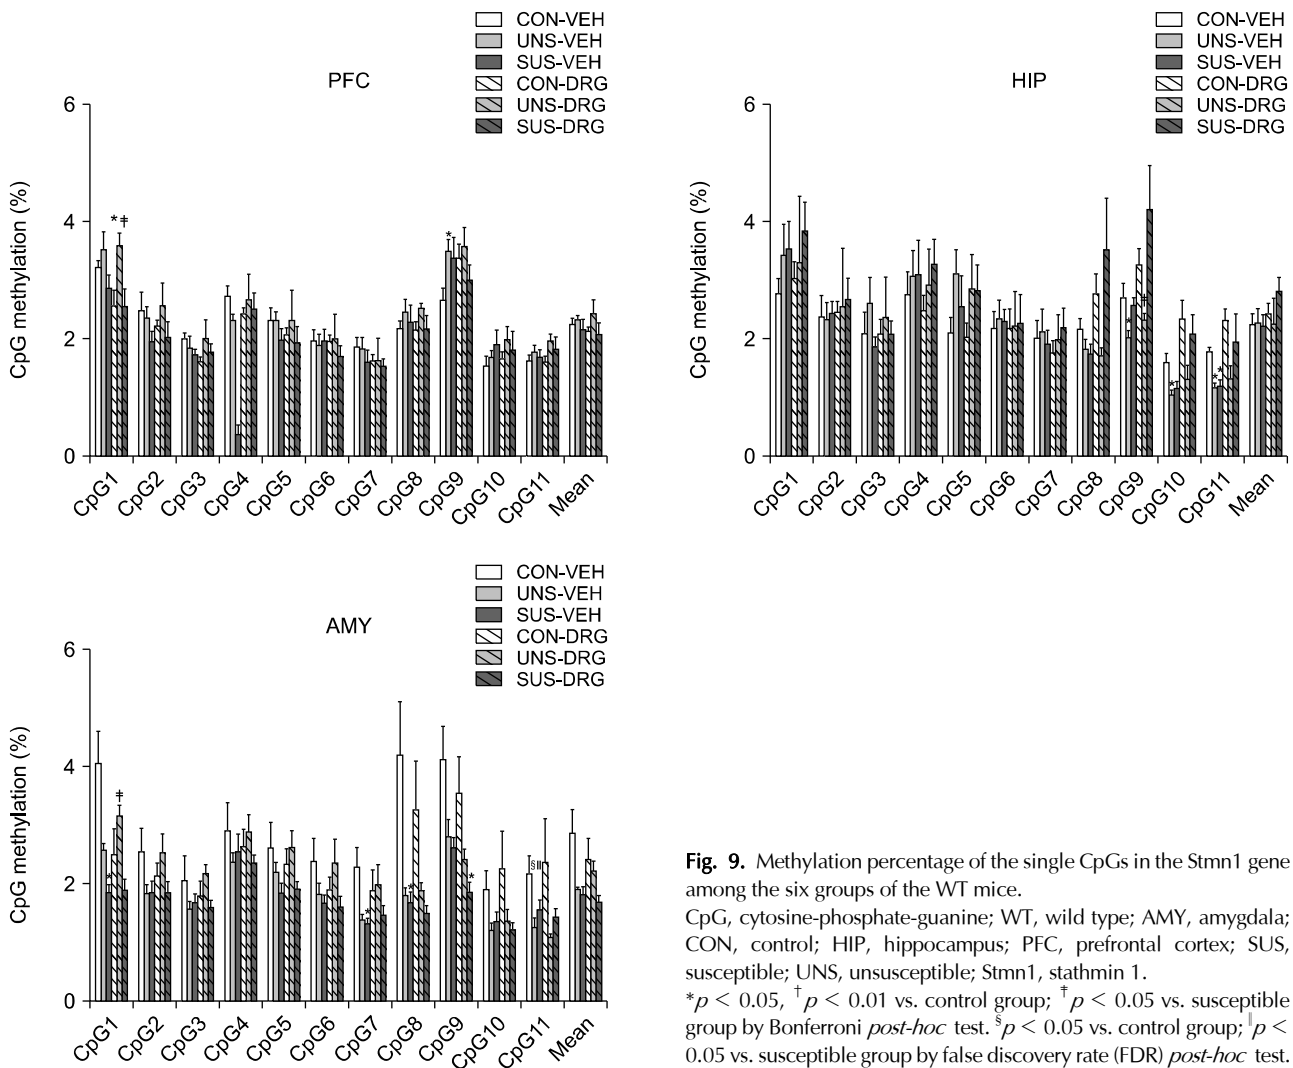 CON-VEH
UNS-VEH
SUS-VEH
CON-DRG
UNS-DRG
SUS-DRG
PFC
6
4
2
0
CpG methylation (%)
* ‡
*
CpG1 CpG2 CpG3 CpG4 CpG5 CpG6 CpG7 CpG8 CpG9 CpG10 CpG11 Mean
CON-VEH
UNS-VEH
SUS-VEH
CON-DRG
UNS-DRG
SUS-DRG
HIP
6
4
2
0
CpG methylation (%)
* ‡
*
* *
CpG1 CpG2 CpG3 CpG4 CpG5 CpG6 CpG7 CpG8 CpG9 CpG10 CpG11 Mean
CON-VEH
UNS-VEH
SUS-VEH
CON-DRG
UNS-DRG
SUS-DRG
AMY
6
4
2
0
CpG methylation (%)
* ‡
*
*
*
§||
*
CpG1 CpG2 CpG3 CpG4 CpG5 CpG6 CpG7 CpG8 CpG9 CpG10 CpG11 Mean
Fig. 9. Methylation percentage of the single CpGs in the Stmn1 gene
among the six groups of the WT mice.
CpG, cytosine-phosphate-guanine; WT, wild type; AMY, amygdala;
CON, control; HIP, hippocampus; PFC, prefrontal cortex; SUS,
susceptible; UNS, unsusceptible; Stmn1, stathmin 1.
*p < 0.05, †p < 0.01 vs. control group; ‡p < 0.05 vs. susceptible
group by Bonferroni post-hoc test. §p < 0.05 vs. control group; ||p <
0.05 vs. susceptible group by false discovery rate (FDR) post-hoc test.